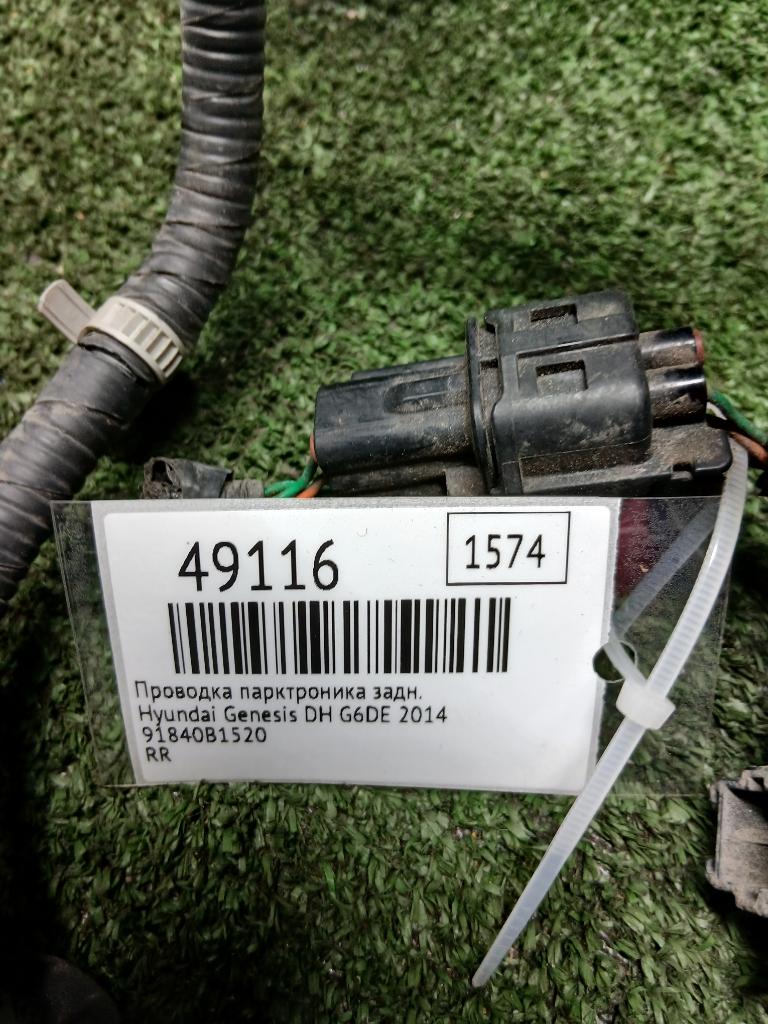 49116
1574
Проводка парктроника задн.
Hyundai Genesis DH G6DE 2014
91840B1520
RR